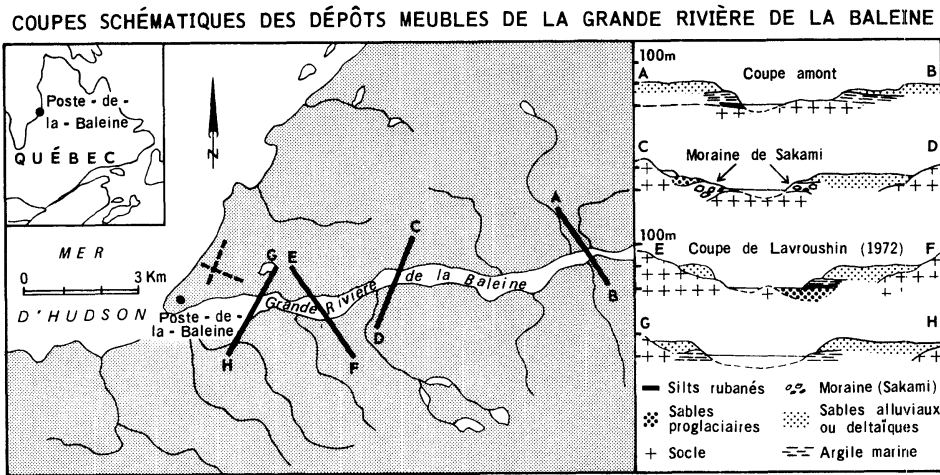 COUPES SCHÉMATIQUES DES DÉPÔTS MEUBLES DE LA GRANDE RIVIÈRE DE LA BALEINE
Poste - de -
la - Baleine
QUÉBEC
N
MER
0 3 Km
D'HUDSON
Poste - de -
la - Baleine
Grande Rivière de la Baleine
A
B
C
D
E
F
G
H
100m
A Coupe amont B
C Moraine de Sakami D
100m
E Coupe de Lavroushin (1972) F
G H
Silts rubanés
Moraine (Sakami)
Sables
proglaciaires
Sables alluviaux
ou deltaïques
Socle
Argile marine